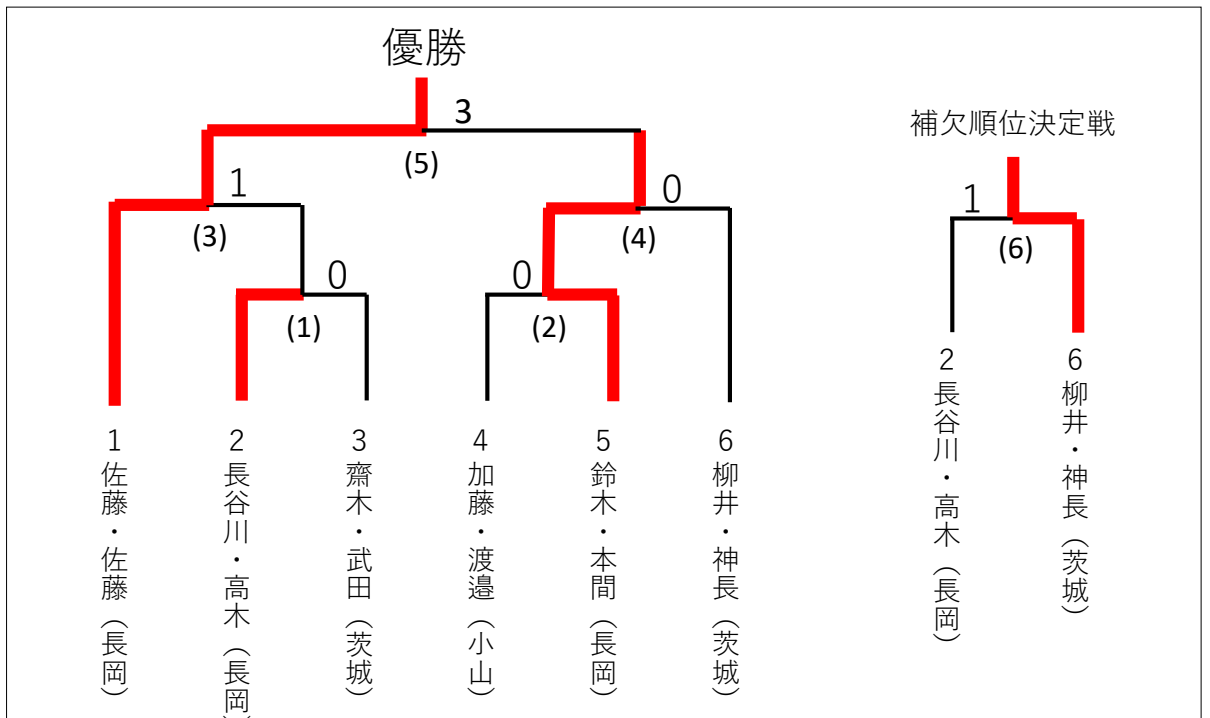 優勝
3
(5)
補欠順位決定戦
1
(3)
0
(4)
1
(6)
0
(1)
0
(2)
1 佐藤・佐藤(長岡)
2 長谷川・高木(長岡)
3 齋木・武田(茨城)
4 加藤・渡邉(小山)
5 鈴木・本間(長岡)
6 柳井・神長(茨城)
2 長谷川・高木(長岡)
6 柳井・神長(茨城)